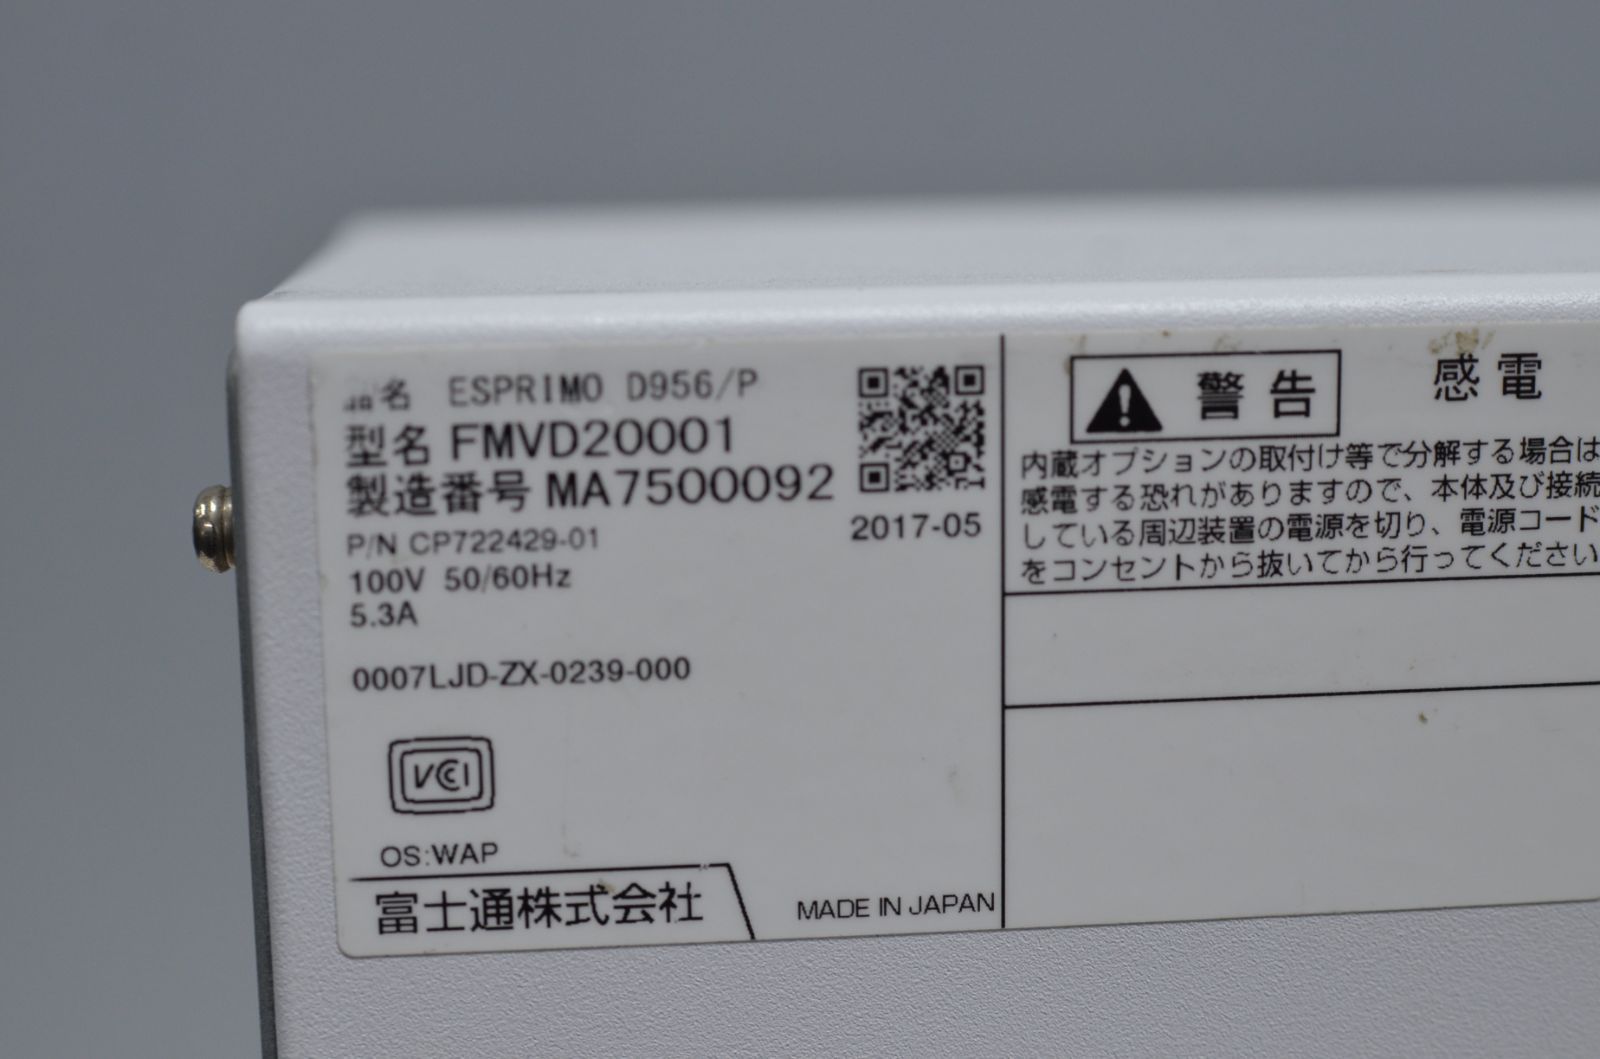 品名 ESPRIMO D956/P
型名 FMVD20001
製造番号 MA7500092
P/N CP722429-01
2017-05
100V 50/60Hz
5.3A
0007LJD-ZX-0239-000
VCCI
OS:WAP
富士通株式会社
MADE IN JAPAN
警告
感電
内蔵オプションの取付け等で分解する場合は
感電する恐れがありますので、本体及び接続
している周辺装置の電源を切り、電源コード
をコンセントから抜いてから行ってください